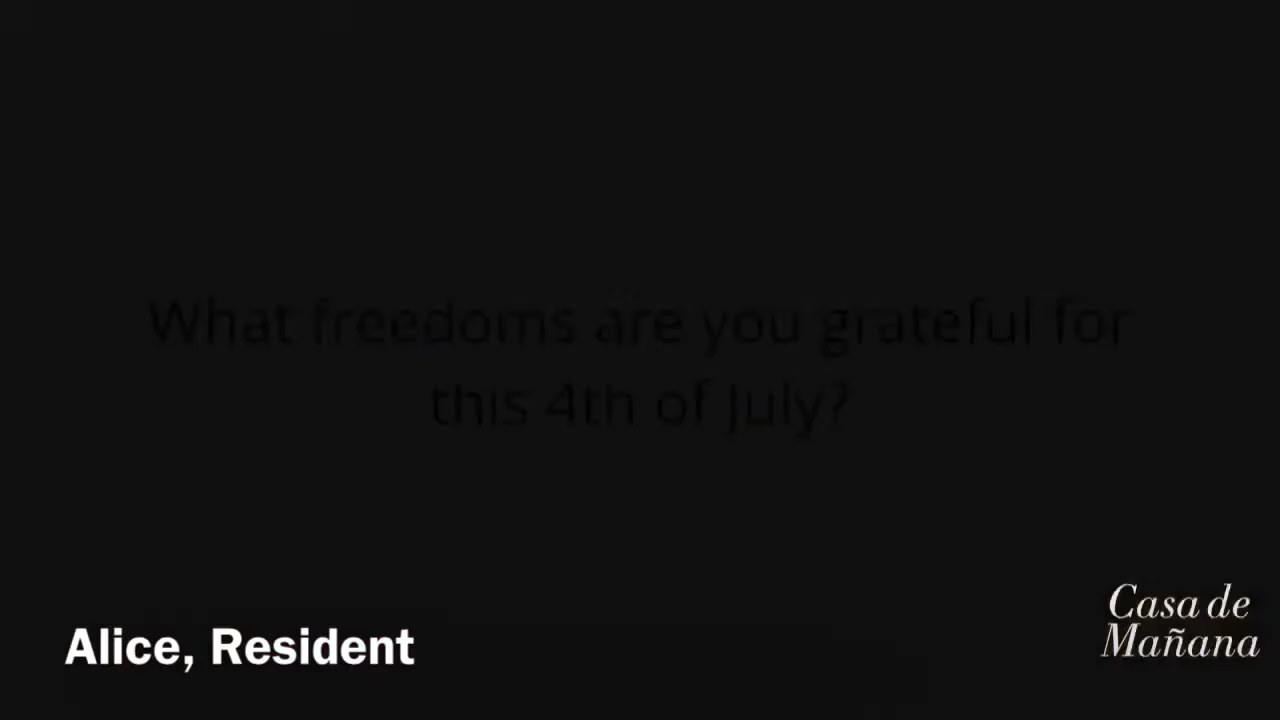 What freedoms are you grateful for
this 4th of July?
Alice, Resident
Casa de
Mañana